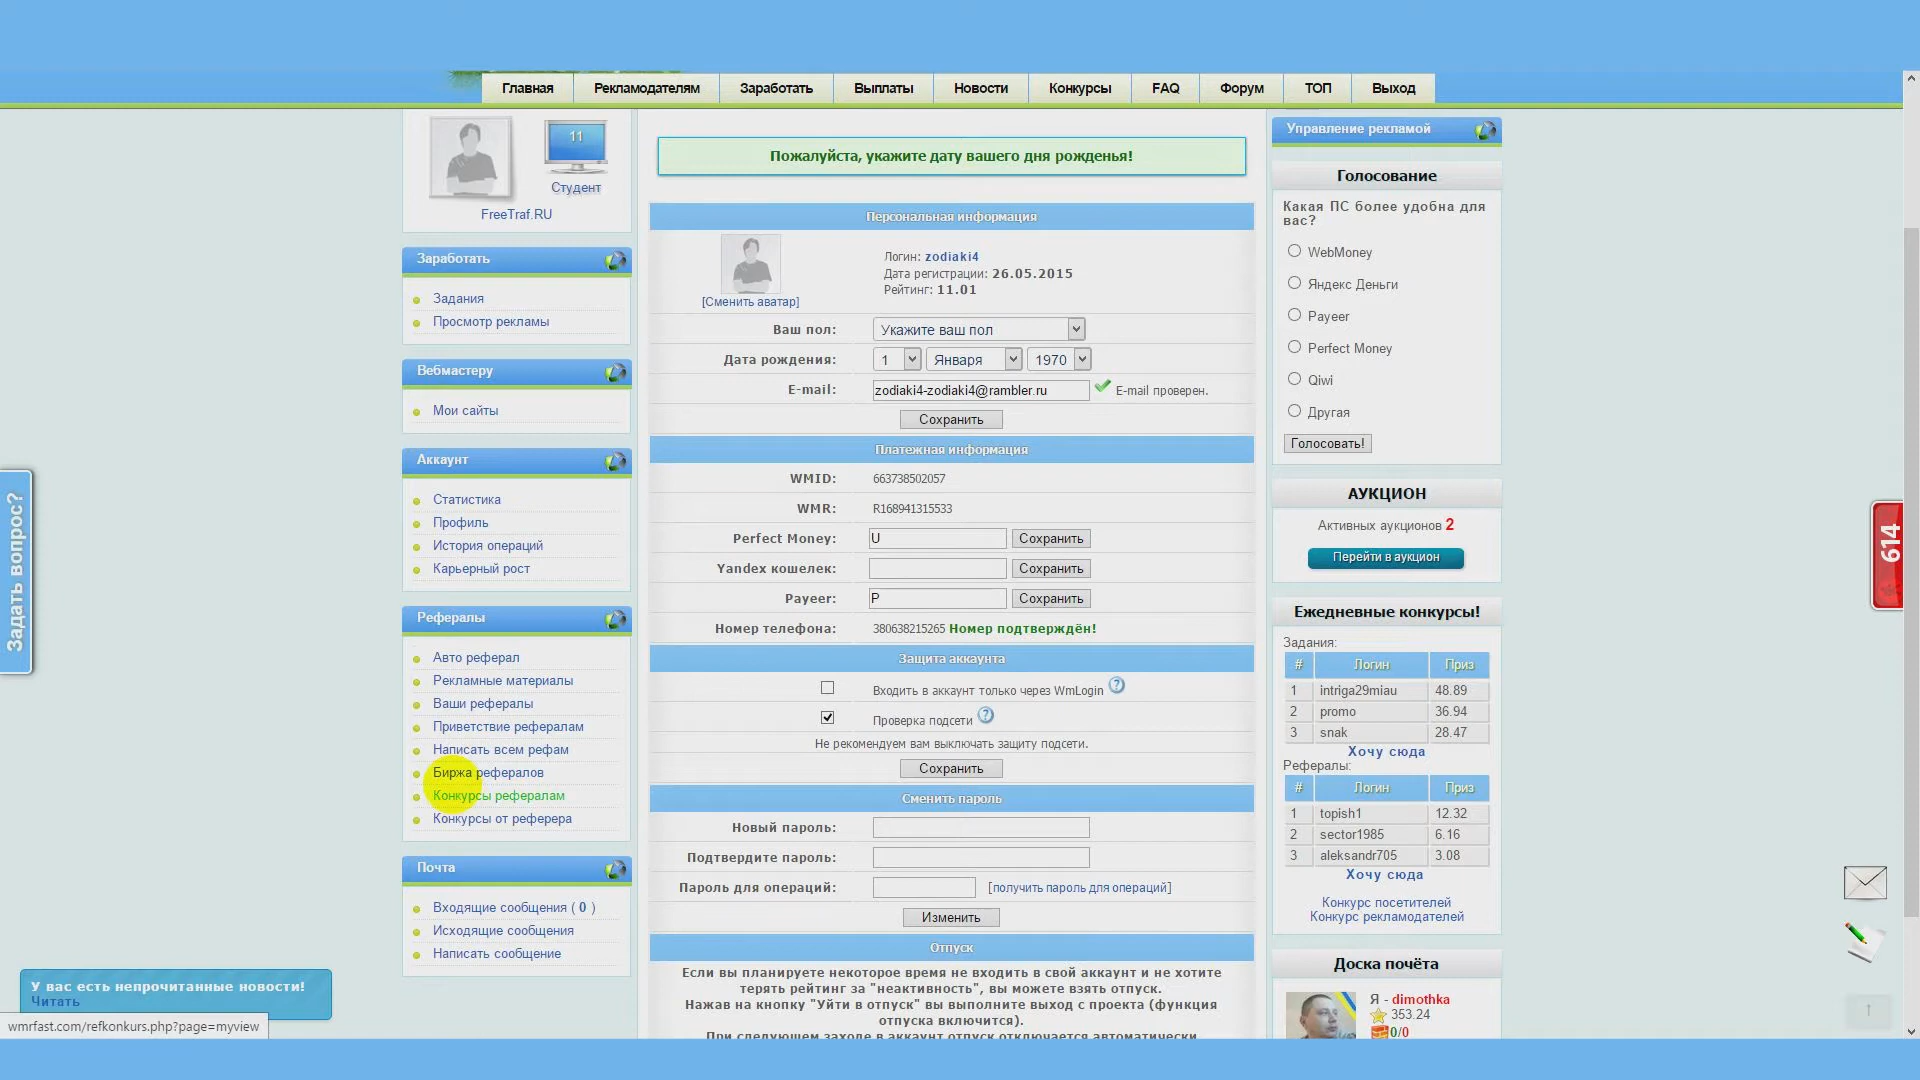 Главная Рекламодателям Заработать Выплаты Новости Конкурсы FAQ Форум ТОП Выход
11
Студент
FreeTraf.RU
Заработать
Задания
Просмотр рекламы
Вебмастеру
Мои сайты
Аккаунт
Статистика
Профиль
История операций
Карьерный рост
Рефералы
Авто реферал
Рекламные материалы
Ваши рефералы
Приветствие рефералам
Написать всем рефам
Биржа рефералов
Конкурсы рефералам
Конкурсы от реферера
Почта
Входящие сообщения ( 0 )
Исходящие сообщения
Написать сообщение
Задать вопрос?
У вас есть непрочитанные новости!
Читать
wmrfast.com/refkonkurs.php?page=myview
Пожалуйста, укажите дату вашего дня рожденья!
Персональная информация
[Сменить аватар]
Логин: zodiaki4
Дата регистрации: 26.05.2015
Рейтинг: 11.01
Ваш пол: Укажите ваш пол
Дата рождения: 1 Января 1970
E-mail: zodiaki4-zodiaki4@rambler.ru E-mail проверен.
Сохранить
Платежная информация
WMID: 663738502057
WMR: R168941315533
Perfect Money: U Сохранить
Yandex кошелек: Сохранить
Payeer: P Сохранить
Номер телефона: 380638215265 Номер подтверждён!
Защита аккаунта
Входить в аккаунт только через WmLogin ?
Проверка подсети ?
Не рекомендуем вам выключать защиту подсети.
Сохранить
Сменить пароль
Новый пароль:
Подтвердите пароль:
Пароль для операций: [получить пароль для операций]
Изменить
Отпуск
Если вы планируете некоторое время не входить в свой аккаунт и не хотите
терять рейтинг за "неактивность", вы можете взять отпуск.
Нажав на кнопку "Уйти в отпуск" вы выполните выход с проекта (функция
отпуска включится).
При следующем заходе в аккаунт отпуск отключается автоматически
Управление рекламой
Голосование
Какая ПС более удобна для
вас?
WebMoney
Яндекс Деньги
Payeer
Perfect Money
Qiwi
Другая
Голосовать!
АУКЦИОН
Активных аукционов 2
Перейти в аукцион
Ежедневные конкурсы!
Задания:
# Логин Приз
1 intriga29miau 48.89
2 promo 36.94
3 snak 28.47
Хочу сюда
Рефералы:
# Логин Приз
1 topish1 12.32
2 sector1985 6.16
3 aleksandr705 3.08
Хочу сюда
Конкурс посетителей
Конкурс рекламодателей
Доска почёта
Я - dimothka
353.24
0/0
614